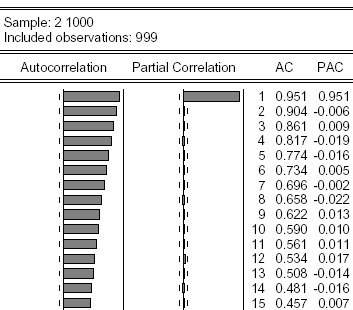 Sample: 2 1000
Included observations: 999
Autocorrelation Partial Correlation AC PAC
1 0.951 0.951
2 0.904 -0.006
3 0.861 0.009
4 0.817 -0.019
5 0.774 -0.016
6 0.734 0.005
7 0.696 -0.002
8 0.658 -0.022
9 0.622 0.013
10 0.590 0.010
11 0.561 0.011
12 0.534 0.017
13 0.508 -0.014
14 0.481 -0.016
15 0.457 0.007